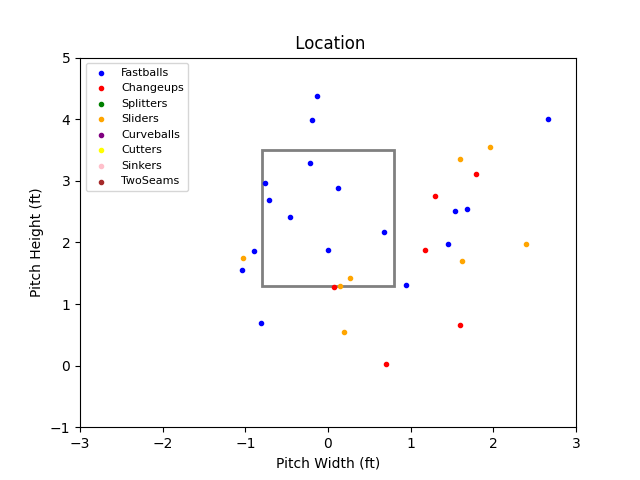 Location
Fastballs
Changeups
Splitters
Sliders
Curveballs
Cutters
Sinkers
TwoSeams
5
4
3
2
1
0
−1
Pitch Height (ft)
−3
−2
−1
0
1
2
3
Pitch Width (ft)